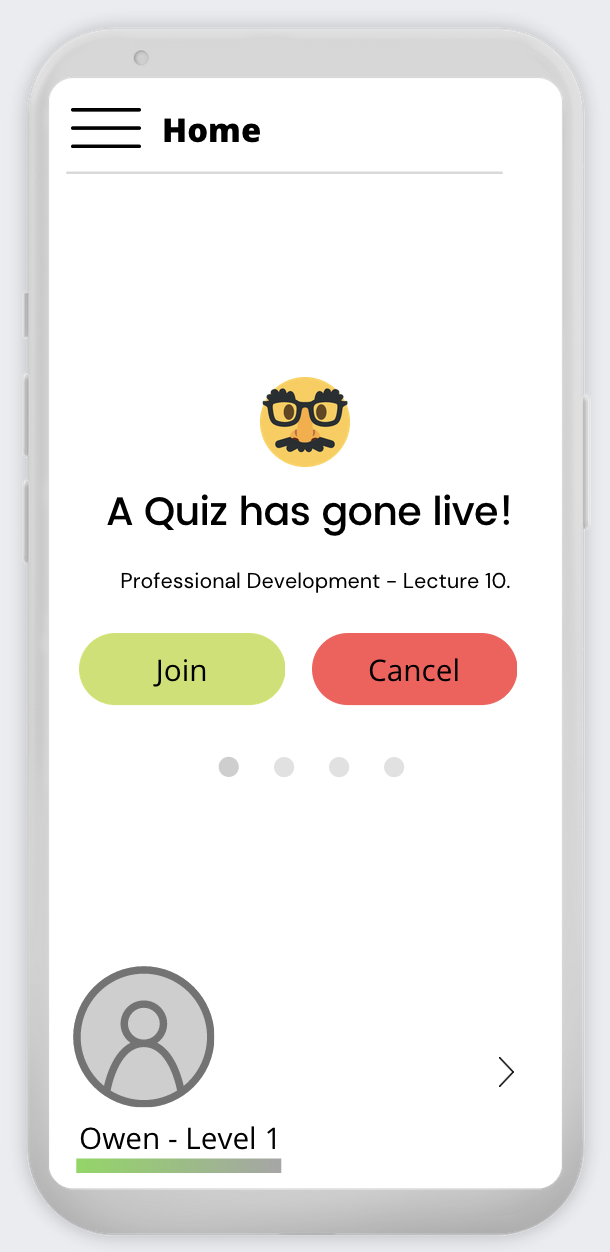 Home
A Quiz has gone live!
Professional Development - Lecture 10.
Join
Cancel
Owen - Level 1